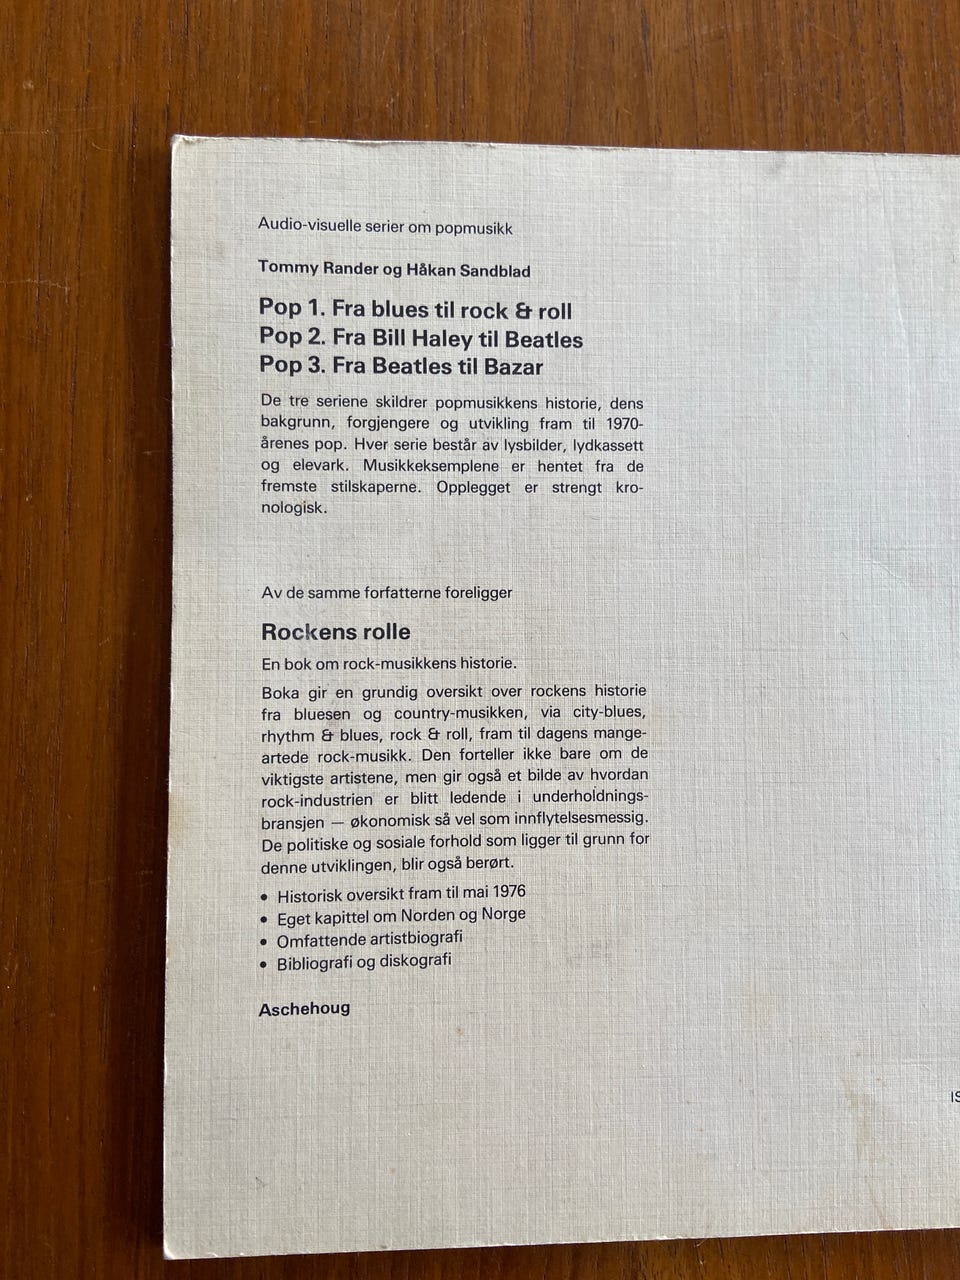 Audio-visuelle serier om popmusikk
Tommy Rander og Håkan Sandblad
Pop 1. Fra blues til rock & roll
Pop 2. Fra Bill Haley til Beatles
Pop 3. Fra Beatles til Bazar
De tre seriene skildrer popmusikkens historie, dens
bakgrunn, forgjengere og utvikling fram til 1970-
årenes pop. Hver serie består av lysbilder, lydkassett
og elevark. Musikkeksemplene er hentet fra de
fremste stilskaperne. Opplegget er strengt kro-
nologisk.
Av de samme forfatterne foreligger
Rockens rolle
En bok om rock-musikkens historie.
Boka gir en grundig oversikt over rockens historie
fra bluesen og country-musikken, via city-blues,
rhythm & blues, rock & roll, fram til dagens mange-
artede rock-musikk. Den forteller ikke bare om de
viktigste artistene, men gir også et bilde av hvordan
rock-industrien er blitt ledende i underholdnings-
bransjen — økonomisk så vel som innflytelsesmessig.
De politiske og sosiale forhold som ligger til grunn for
denne utviklingen, blir også berørt.
• Historisk oversikt fram til mai 1976
• Eget kapittel om Norden og Norge
• Omfattende artistbiografi
• Bibliografi og diskografi
Aschehoug